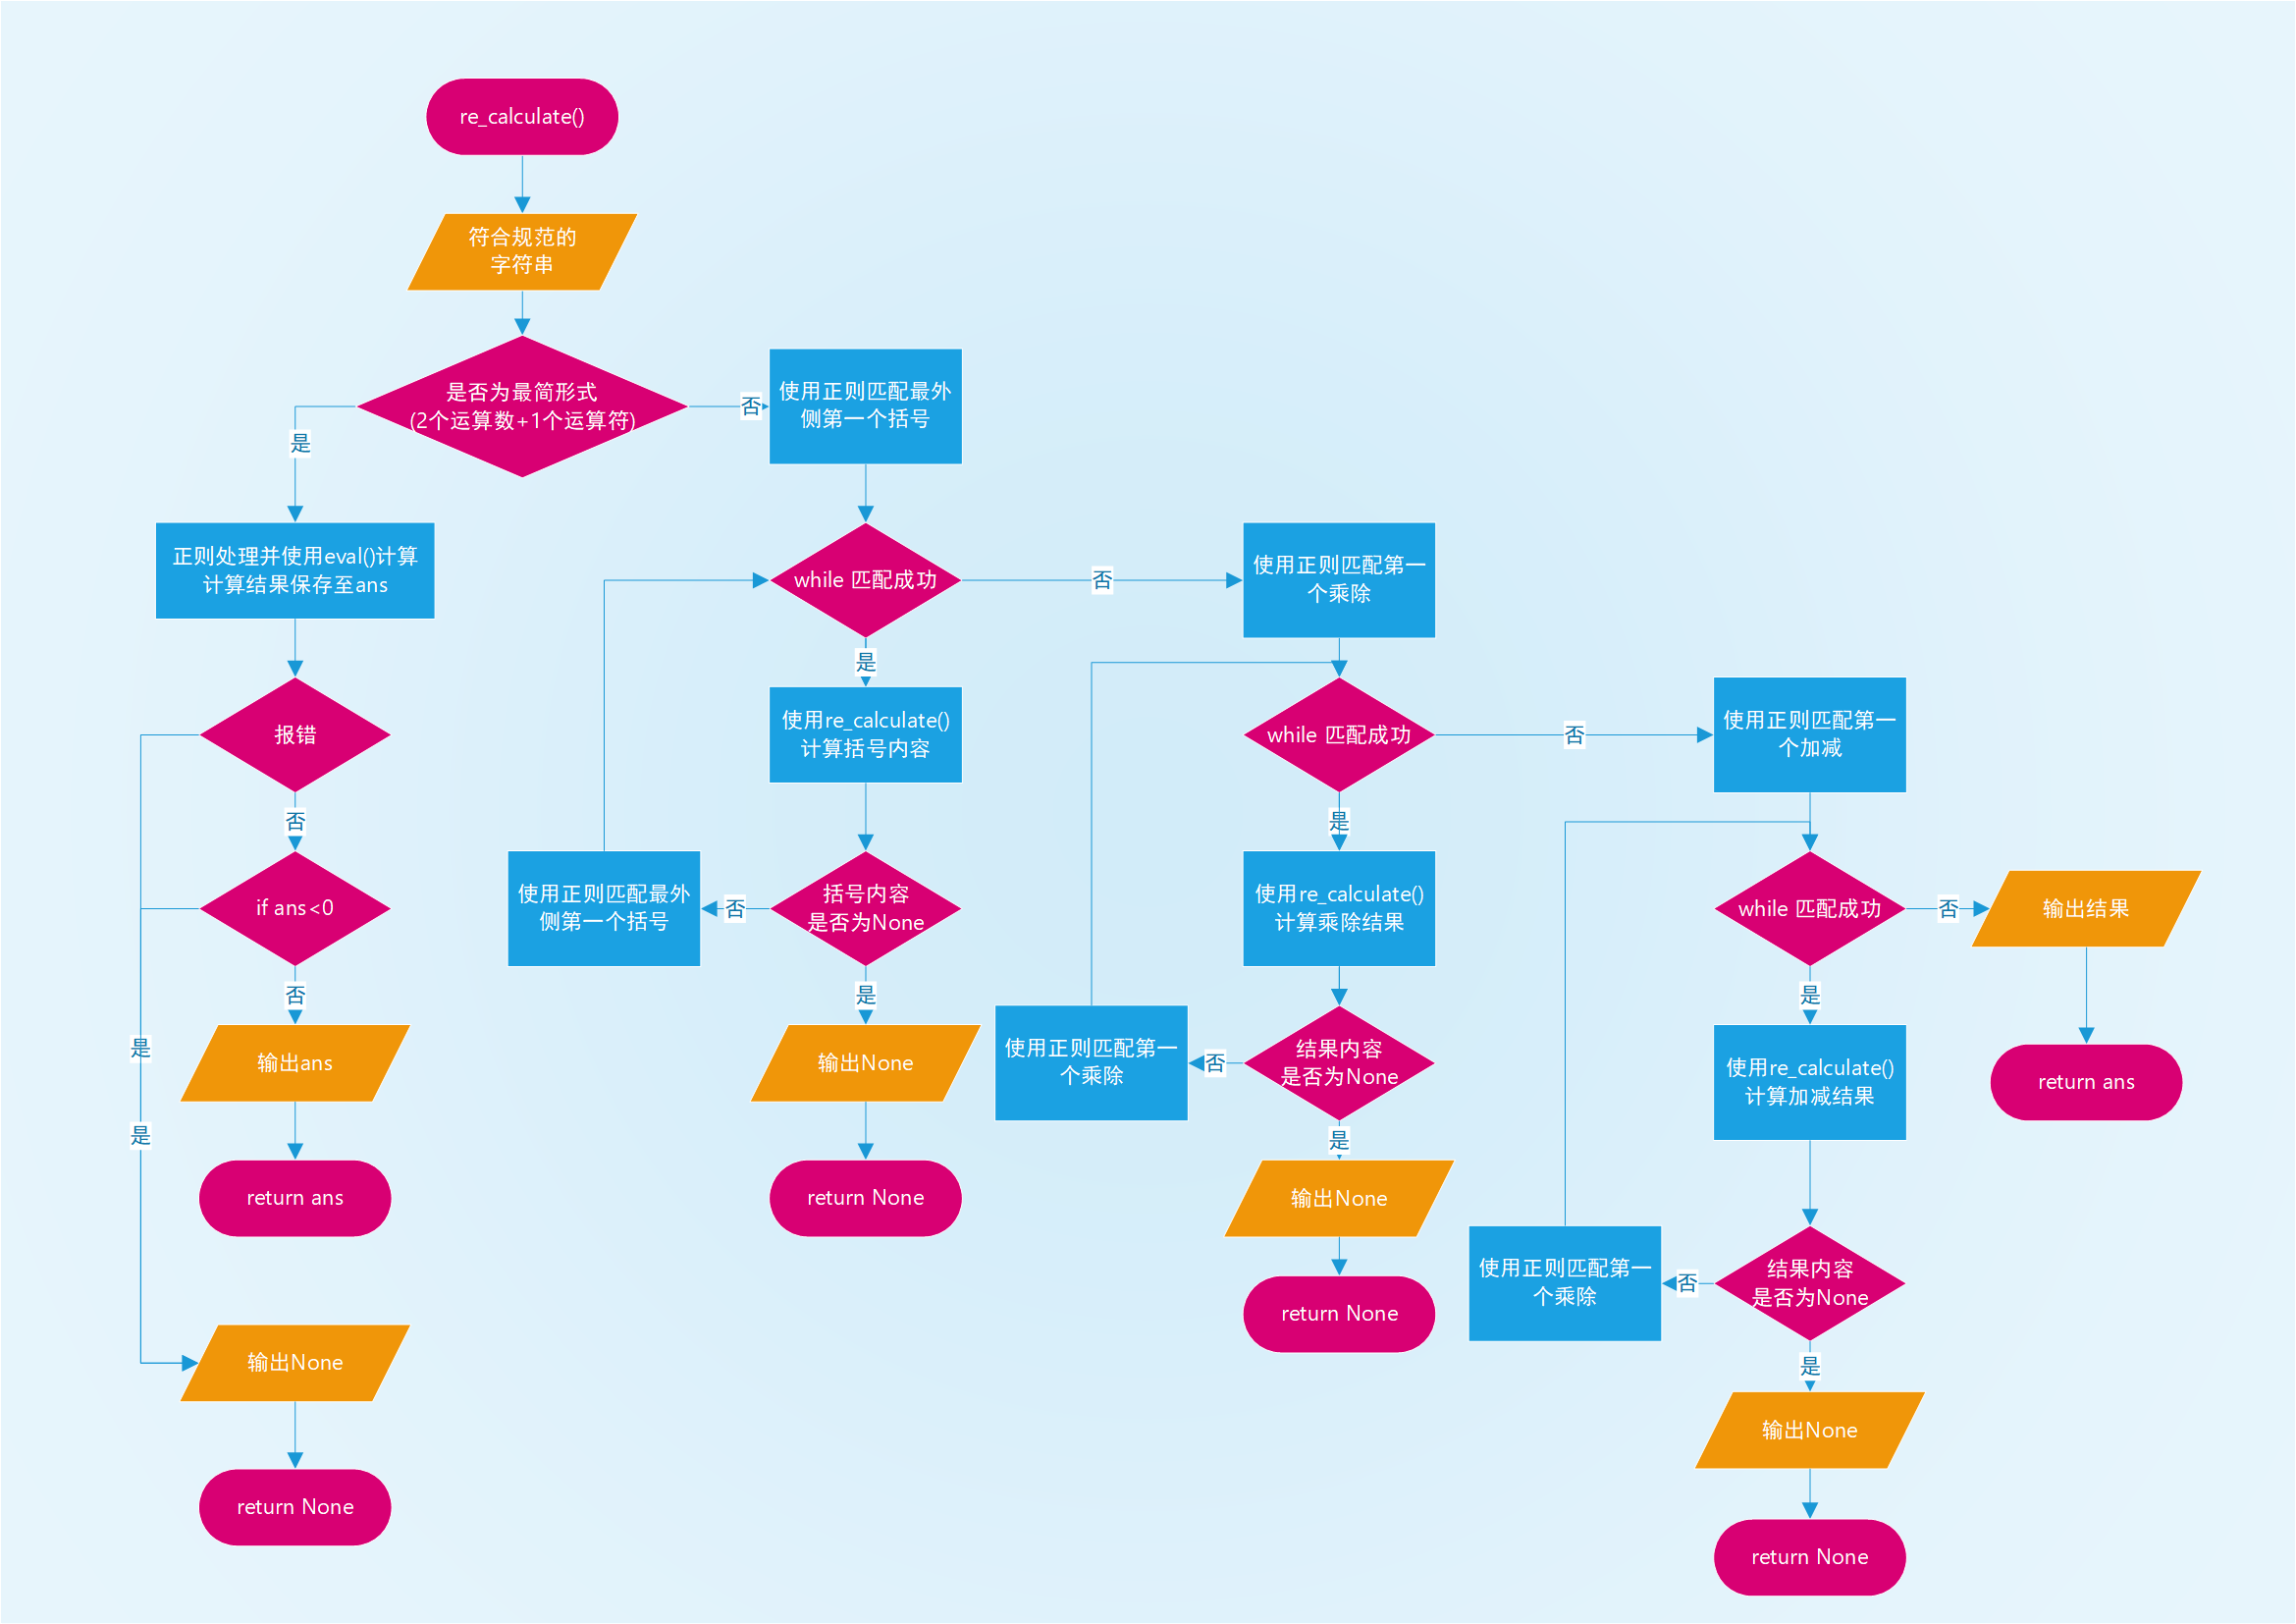 re_calculate()
符合规范的
字符串
是否为最简形式
(2个运算数+1个运算符)
否
使用正则匹配最外
侧第一个括号
是
正则处理并使用eval()计算
计算结果保存至ans
while 匹配成功
否
使用正则匹配第一
个乘除
是
报错
使用re_calculate()
计算括号内容
while 匹配成功
否
使用正则匹配第一
个加减
否
是
if ans<0
使用正则匹配最外
侧第一个括号
否
括号内容
是否为None
使用re_calculate()
计算乘除结果
while 匹配成功
否
输出结果
否
是
是
是
输出ans
输出None
使用正则匹配第一
个乘除
否
结果内容
是否为None
使用re_calculate()
计算加减结果
return ans
是
是
return ans
return None
输出None
使用正则匹配第一
个乘除
否
结果内容
是否为None
return None
输出None
是
输出None
return None
return None